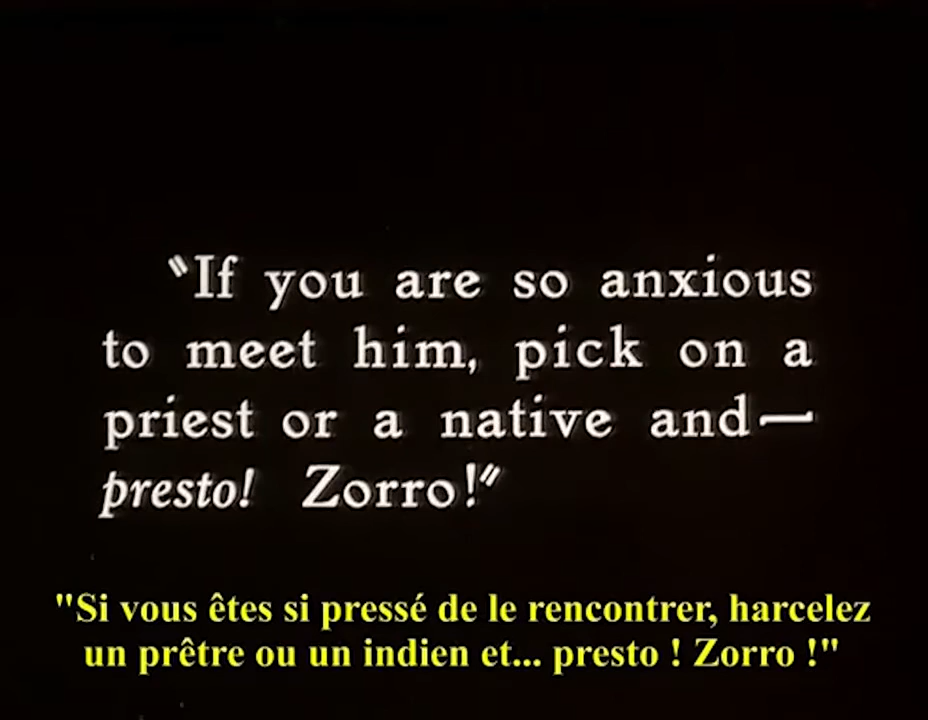 "If you are so anxious
to meet him, pick on a
priest or a native and—
presto! Zorro!"
"Si vous êtes si pressé de le rencontrer, harcelez
un prêtre ou un indien et... presto ! Zorro !"